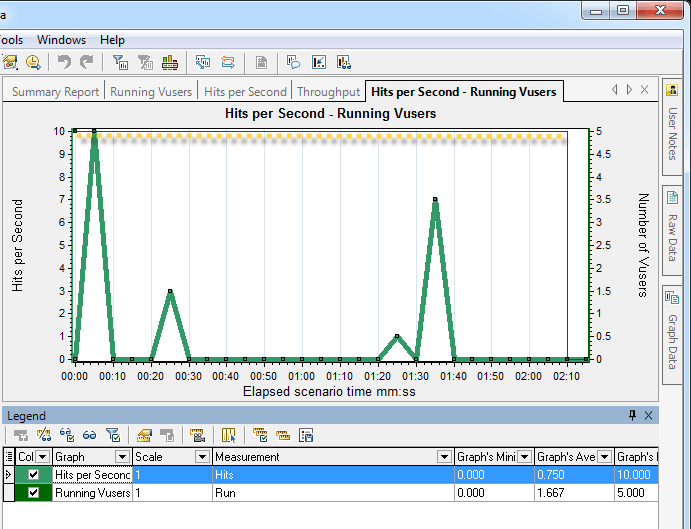 a
Tools Windows Help
Summary Report Running Vusers Hits per Second Throughput Hits per Second - Running Vusers
Hits per Second - Running Vusers
10 5
9 4.5
8 4
7 3.5
6 3
5 2.5
4 2
3 1.5
2 1
1 0.5
0 0
Hits per Second
Number of Vusers
00:00 00:10 00:20 00:30 00:40 00:50 01:00 01:10 01:20 01:30 01:40 01:50 02:00 02:10
Elapsed scenario time mm:ss
User Notes
Raw Data
Graph Data
Legend
Col Graph Scale Measurement Graph's Mini Graph's Ave Graph's
Hits per Second 1 Hits 0.000 0.750 10.000
Running Vusers 1 Run 0.000 1.667 5.000